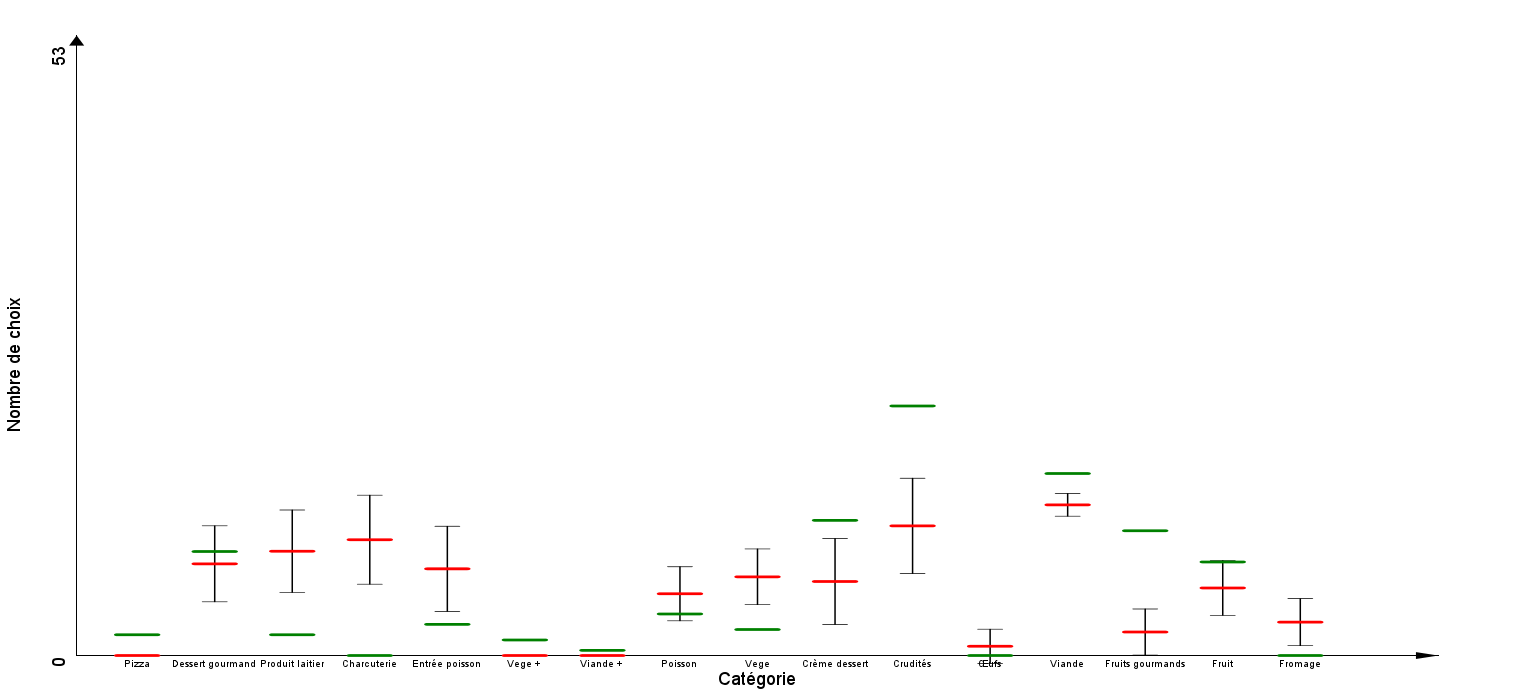 53
Nombre de choix
0
Pizza Dessert gourmand Produit laitier Charcuterie Entrée poisson Vege + Viande + Poisson Vege Crème dessert Crudités Œufs Viande Fruits gourmands Fruit Fromage
Catégorie